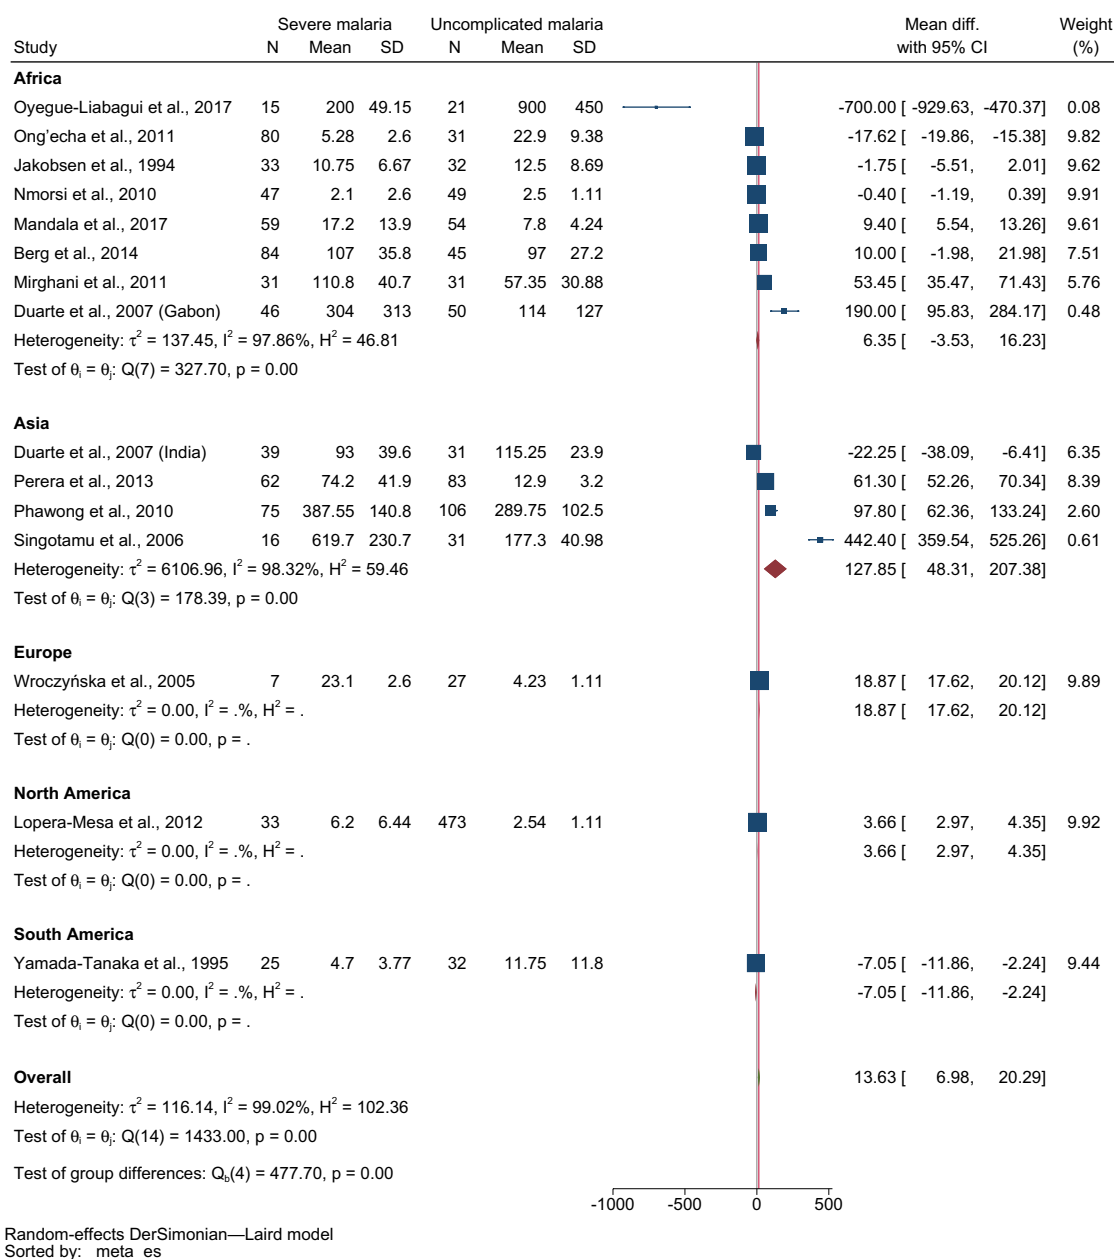 Severe malaria Uncomplicated malaria Mean diff. Weight
Study N Mean SD N Mean SD with 95% CI (%)
Africa
Oyegue-Liabagui et al., 2017 15 200 49.15 21 900 450 -700.00 [ -929.63, -470.37] 0.08
Ong'echa et al., 2011 80 5.28 2.6 31 22.9 9.38 -17.62 [ -19.86, -15.38] 9.82
Jakobsen et al., 1994 33 10.75 6.67 32 12.5 8.69 -1.75 [ -5.51, 2.01] 9.62
Nmorsi et al., 2010 47 2.1 2.6 49 2.5 1.11 -0.40 [ -1.19, 0.39] 9.91
Mandala et al., 2017 59 17.2 13.9 54 7.8 4.24 9.40 [ 5.54, 13.26] 9.61
Berg et al., 2014 84 107 35.8 45 97 27.2 10.00 [ -1.98, 21.98] 7.51
Mirghani et al., 2011 31 110.8 40.7 31 57.35 30.88 53.45 [ 35.47, 71.43] 5.76
Duarte et al., 2007 (Gabon) 46 304 313 50 114 127 190.00 [ 95.83, 284.17] 0.48
Heterogeneity: τ² = 137.45, I² = 97.86%, H² = 46.81 6.35 [ -3.53, 16.23]
Test of θᵢ = θⱼ: Q(7) = 327.70, p = 0.00
Asia
Duarte et al., 2007 (India) 39 93 39.6 31 115.25 23.9 -22.25 [ -38.09, -6.41] 6.35
Perera et al., 2013 62 74.2 41.9 83 12.9 3.2 61.30 [ 52.26, 70.34] 8.39
Phawong et al., 2010 75 387.55 140.8 106 289.75 102.5 97.80 [ 62.36, 133.24] 2.60
Singotamu et al., 2006 16 619.7 230.7 31 177.3 40.98 442.40 [ 359.54, 525.26] 0.61
Heterogeneity: τ² = 6106.96, I² = 98.32%, H² = 59.46 127.85 [ 48.31, 207.38]
Test of θᵢ = θⱼ: Q(3) = 178.39, p = 0.00
Europe
Wroczyńska et al., 2005 7 23.1 2.6 27 4.23 1.11 18.87 [ 17.62, 20.12] 9.89
Heterogeneity: τ² = 0.00, I² = .%, H² = . 18.87 [ 17.62, 20.12]
Test of θᵢ = θⱼ: Q(0) = 0.00, p = .
North America
Lopera-Mesa et al., 2012 33 6.2 6.44 473 2.54 1.11 3.66 [ 2.97, 4.35] 9.92
Heterogeneity: τ² = 0.00, I² = .%, H² = . 3.66 [ 2.97, 4.35]
Test of θᵢ = θⱼ: Q(0) = 0.00, p = .
South America
Yamada-Tanaka et al., 1995 25 4.7 3.77 32 11.75 11.8 -7.05 [ -11.86, -2.24] 9.44
Heterogeneity: τ² = 0.00, I² = .%, H² = . -7.05 [ -11.86, -2.24]
Test of θᵢ = θⱼ: Q(0) = 0.00, p = .
Overall 13.63 [ 6.98, 20.29]
Heterogeneity: τ² = 116.14, I² = 99.02%, H² = 102.36
Test of θᵢ = θⱼ: Q(14) = 1433.00, p = 0.00
Test of group differences: Q_b(4) = 477.70, p = 0.00
-1000 -500 0 500
Random-effects DerSimonian—Laird model
Sorted by: _meta_es